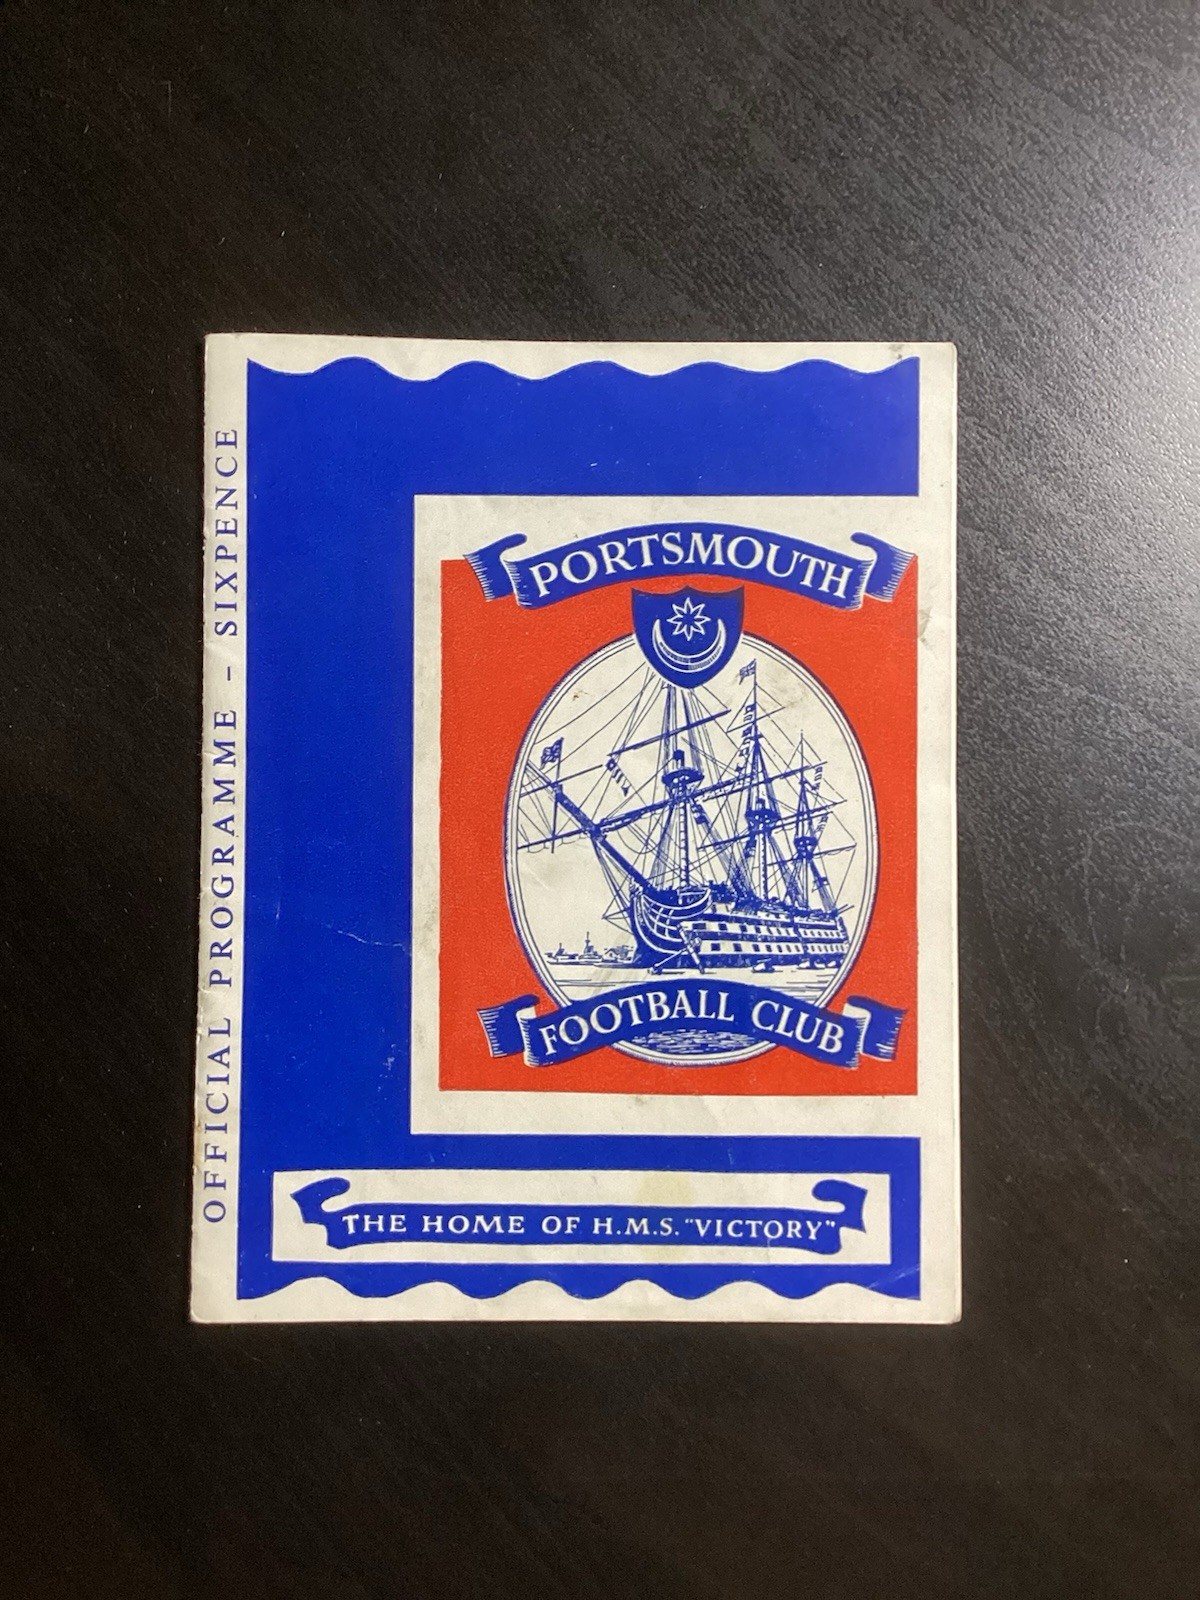 OFFICIAL PROGRAMME - SIXPENCE
PORTSMOUTH
FOOTBALL CLUB
THE HOME OF H.M.S. "VICTORY"